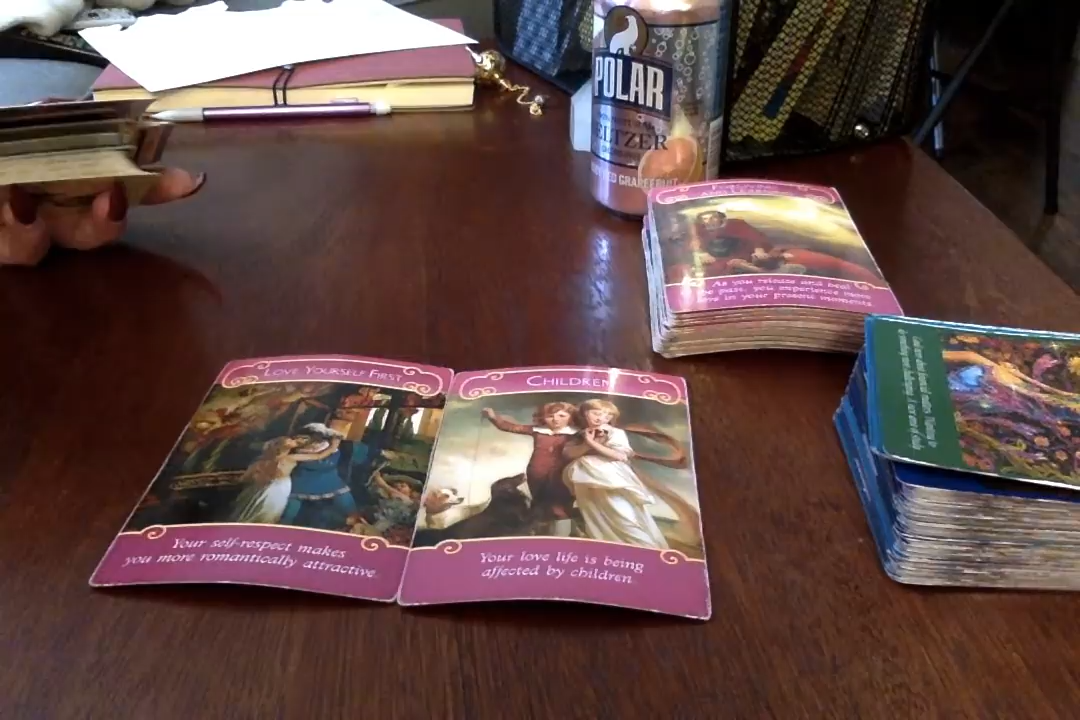 POLAR
SELTZER
RED GRAPEFRUIT
As you release and heal
the past, you experience more
love in your present moments
LOVE YOURSELF FIRST
Your self-respect makes
you more romantically attractive.
CHILDREN
Your love life is being
affected by children.